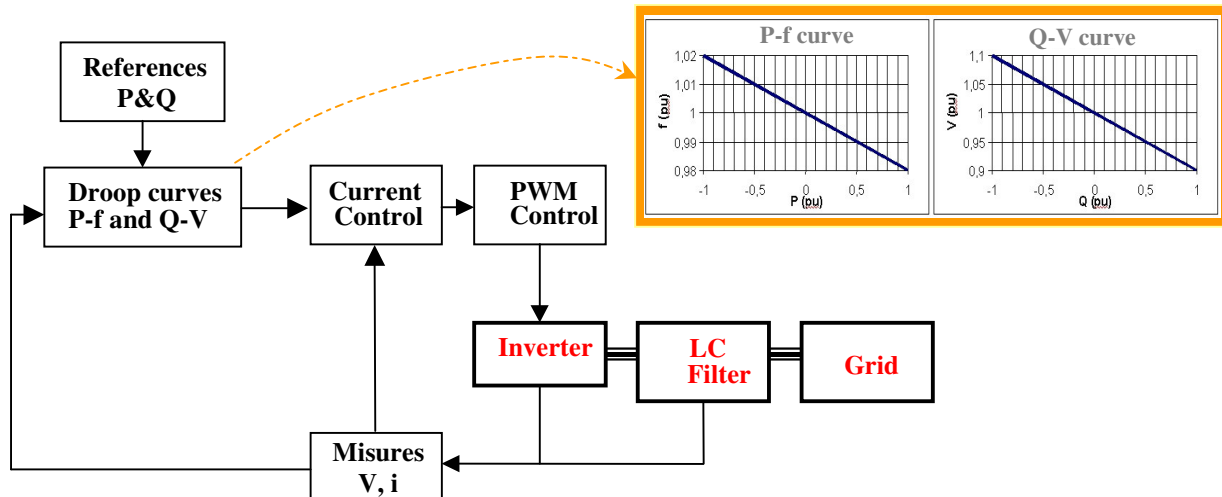 References
P&Q
Droop curves
P-f and Q-V
Current
Control
PWM
Control
Inverter
LC
Filter
Grid
Misures
V, i
P-f curve
1,02
1,01
1
0,99
0,98
f (pu)
-1
-0,5
0
0,5
1
P (pu)
Q-V curve
1,1
1,05
1
0,95
0,9
V (pu)
-1
-0,5
0
0,5
1
Q (pu)